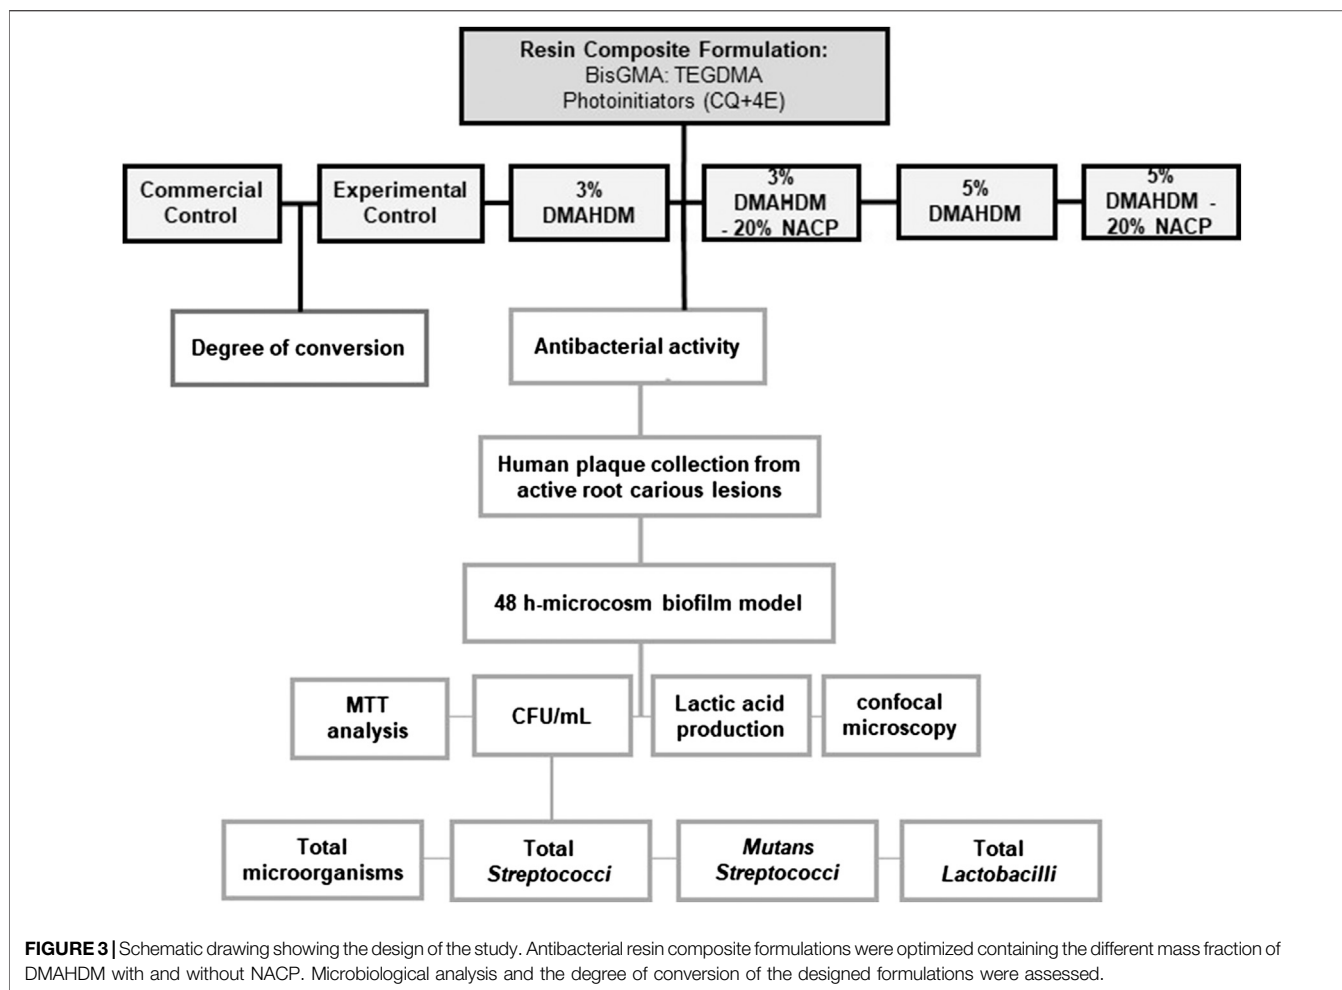 Resin Composite Formulation:
BisGMA: TEGDMA
Photoinitiators (CQ+4E)
Commercial
Control
Experimental
Control
3%
DMAHDM
3%
DMAHDM
- 20% NACP
5%
DMAHDM
5%
DMAHDM -
20% NACP
Degree of conversion
Antibacterial activity
Human plaque collection from
active root carious lesions
48 h-microcosm biofilm model
MTT
analysis
CFU/mL
Lactic acid
production
confocal
microscopy
Total
microorganisms
Total
Streptococci
Mutans
Streptococci
Total
Lactobacilli
FIGURE 3 | Schematic drawing showing the design of the study. Antibacterial resin composite formulations were optimized containing the different mass fraction of
DMAHDM with and without NACP. Microbiological analysis and the degree of conversion of the designed formulations were assessed.